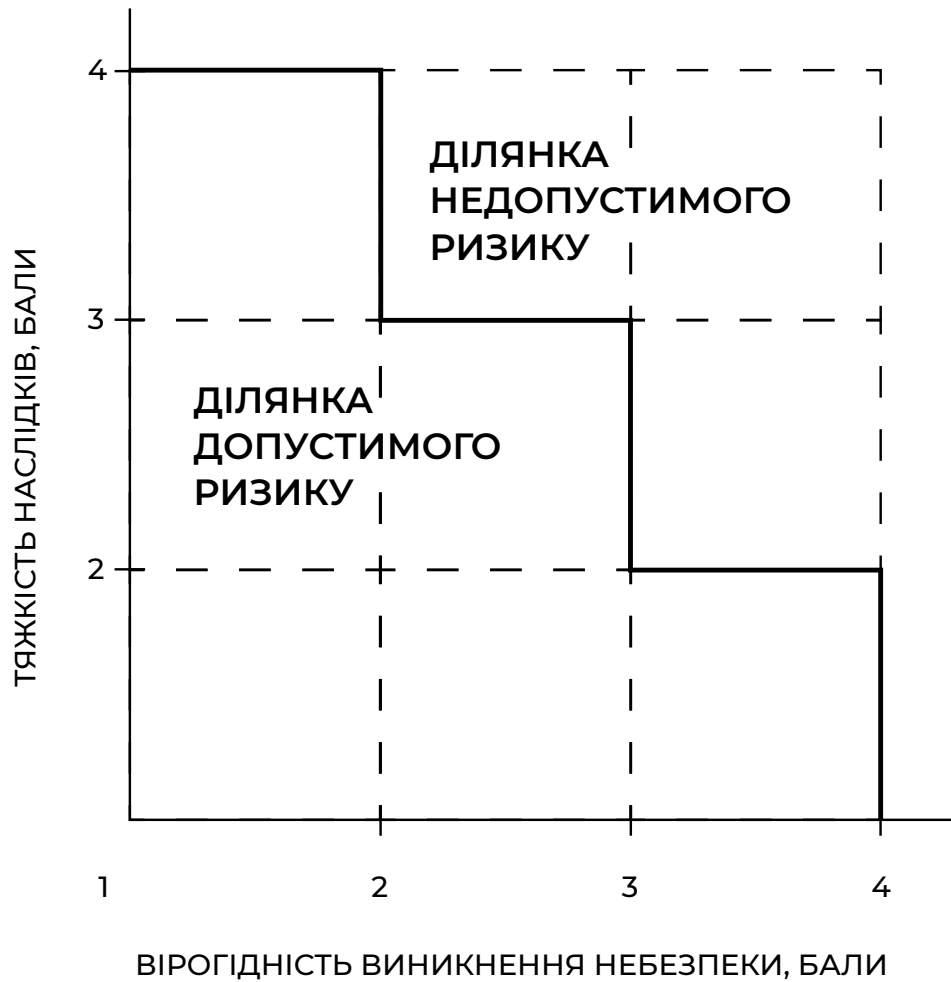 4
ДІЛЯНКА
НЕДОПУСТИМОГО
РИЗИКУ
3
ТЯЖКІСТЬ НАСЛІДКІВ, БАЛИ
ДІЛЯНКА
ДОПУСТИМОГО
РИЗИКУ
2
1 2 3 4
ВІРОГІДНІСТЬ ВИНИКНЕННЯ НЕБЕЗПЕКИ, БАЛИ